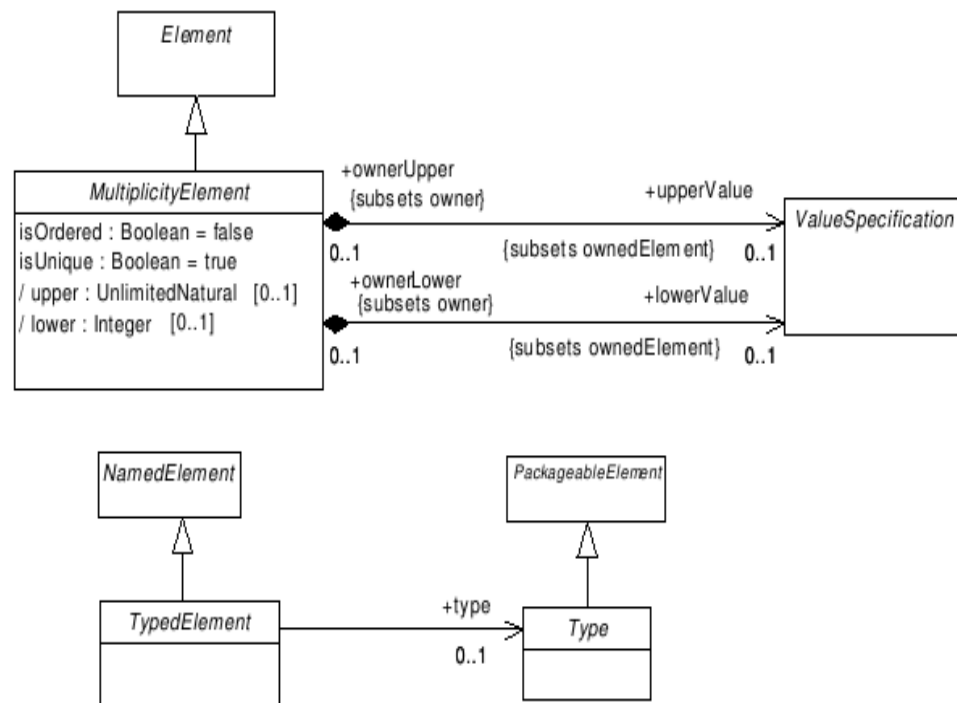 Element
MultiplicityElement
isOrdered : Boolean = false
isUnique : Boolean = true
/ upper : UnlimitedNatural [0..1]
/ lower : Integer [0..1]
+ownerUpper
{subsets owner}
0..1
+upperValue
{subsets ownedElement}
0..1
+ownerLower
{subsets owner}
0..1
+lowerValue
{subsets ownedElement}
0..1
ValueSpecification
NamedElement
PackageableElement
TypedElement
+type
0..1
Type